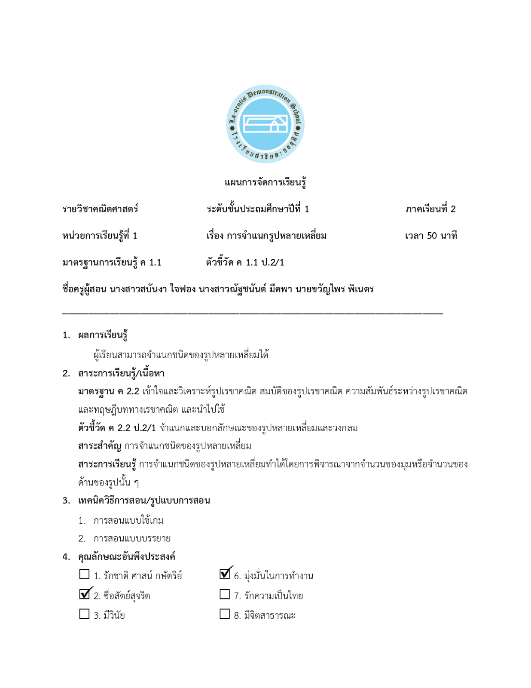 La-orutis Demonstration School
โรงเรียนสาธิตละอออุทิศ
แผนการจัดการเรียนรู้
รายวิชาคณิตศาสตร์ ระดับชั้นประถมศึกษาปีที่ 1 ภาคเรียนที่ 2
หน่วยการเรียนรู้ที่ 1 เรื่อง การจำแนกรูปหลายเหลี่ยม เวลา 50 นาที
มาตรฐานการเรียนรู้ ค 1.1 ตัวชี้วัด ค 1.1 ป.2/1
ชื่อครูผู้สอน นางสาวสบันงา ใจฟอง นางสาวณัฐชนันต์ มีดพา นายขวัญไพร พิเนตร
1. ผลการเรียนรู้
ผู้เรียนสามารถจำแนกชนิดของรูปหลายเหลี่ยมได้
2. สาระการเรียนรู้/เนื้อหา
มาตรฐาน ค 2.2 เข้าใจและวิเคราะห์รูปเรขาคณิต สมบัติของรูปเรขาคณิต ความสัมพันธ์ระหว่างรูปเรขาคณิต
และทฤษฎีบททางเรขาคณิต และนำไปใช้
ตัวชี้วัด ค 2.2 ป.2/1 จำแนกและบอกลักษณะของรูปหลายเหลี่ยมและวงกลม
สาระสำคัญ การจำแนกชนิดของรูปหลายเหลี่ยม
สาระการเรียนรู้ การจำแนกชนิดของรูปหลายเหลี่ยมทำได้โดยการพิจารณาจากจำนวนของมุมหรือจำนวนของ
ด้านของรูปนั้น ๆ
3. เทคนิควิธีการสอน/รูปแบบการสอน
1. การสอนแบบใช้เกม
2. การสอนแบบบรรยาย
4. คุณลักษณะอันพึงประสงค์
1. รักชาติ ศาสน์ กษัตริย์ 6. มุ่งมั่นในการทำงาน
2. ซื่อสัตย์สุจริต 7. รักความเป็นไทย
3. มีวินัย 8. มีจิตสาธารณะ